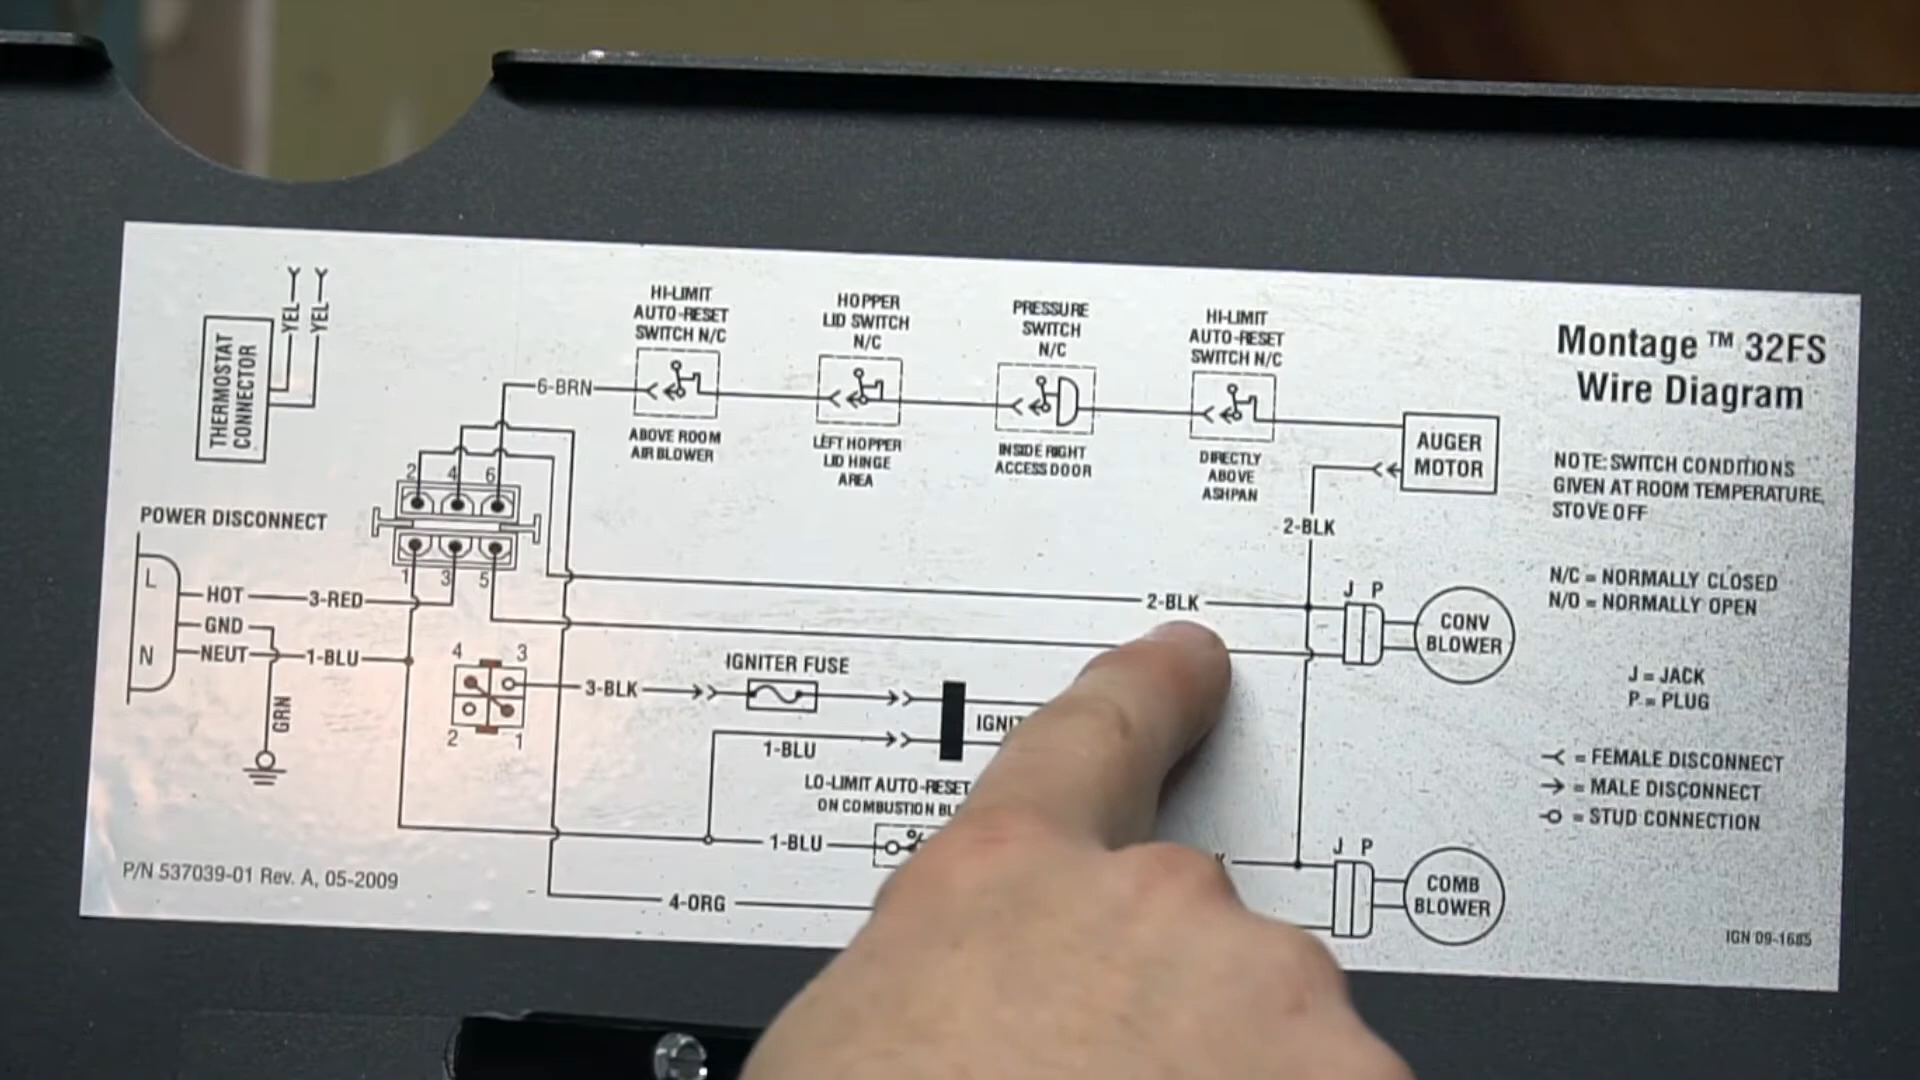 Montage ™ 32FS
Wire Diagram
HI-LIMIT
AUTO-RESET
SWITCH N/C
HOPPER
LID SWITCH
N/C
PRESSURE
SWITCH
N/C
HI-LIMIT
AUTO-RESET
SWITCH N/C
YEL
YEL
THERMOSTAT
CONNECTOR
6-BRN
ABOVE ROOM
AIR BLOWER
LEFT HOPPER
LID HINGE
AREA
INSIDE RIGHT
ACCESS DOOR
DIRECTLY
ABOVE
ASHPAN
AUGER
MOTOR
NOTE: SWITCH CONDITIONS
GIVEN AT ROOM TEMPERATURE,
STOVE OFF
2 4 6
POWER DISCONNECT
2-BLK
1 3 5
L
HOT
3-RED
GND
N
NEUT
1-BLU
GRN
2-BLK
J P
CONV
BLOWER
N/C = NORMALLY CLOSED
N/O = NORMALLY OPEN
4 3
2 1
3-BLK
IGNITER FUSE
1-BLU
J = JACK
P = PLUG
LO-LIMIT AUTO-RESET
ON COMBUSTION
1-BLU
= FEMALE DISCONNECT
= MALE DISCONNECT
= STUD CONNECTION
4-ORG
J P
COMB
BLOWER
P/N 537039-01 Rev. A, 05-2009
IGN 09-1685